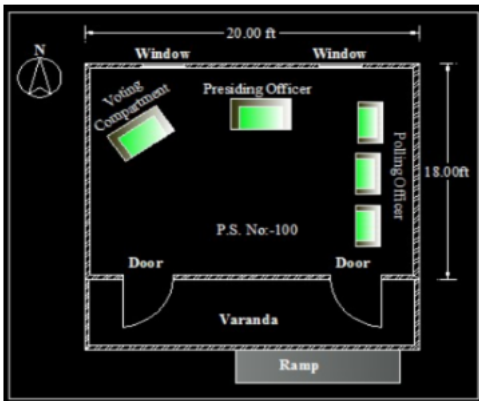 20.00 ft
N
Window
Window
Voting
Compartment
Presiding Officer
Polling Officer
18.00ft
P.S. No:-100
Door
Door
Varanda
Ramp